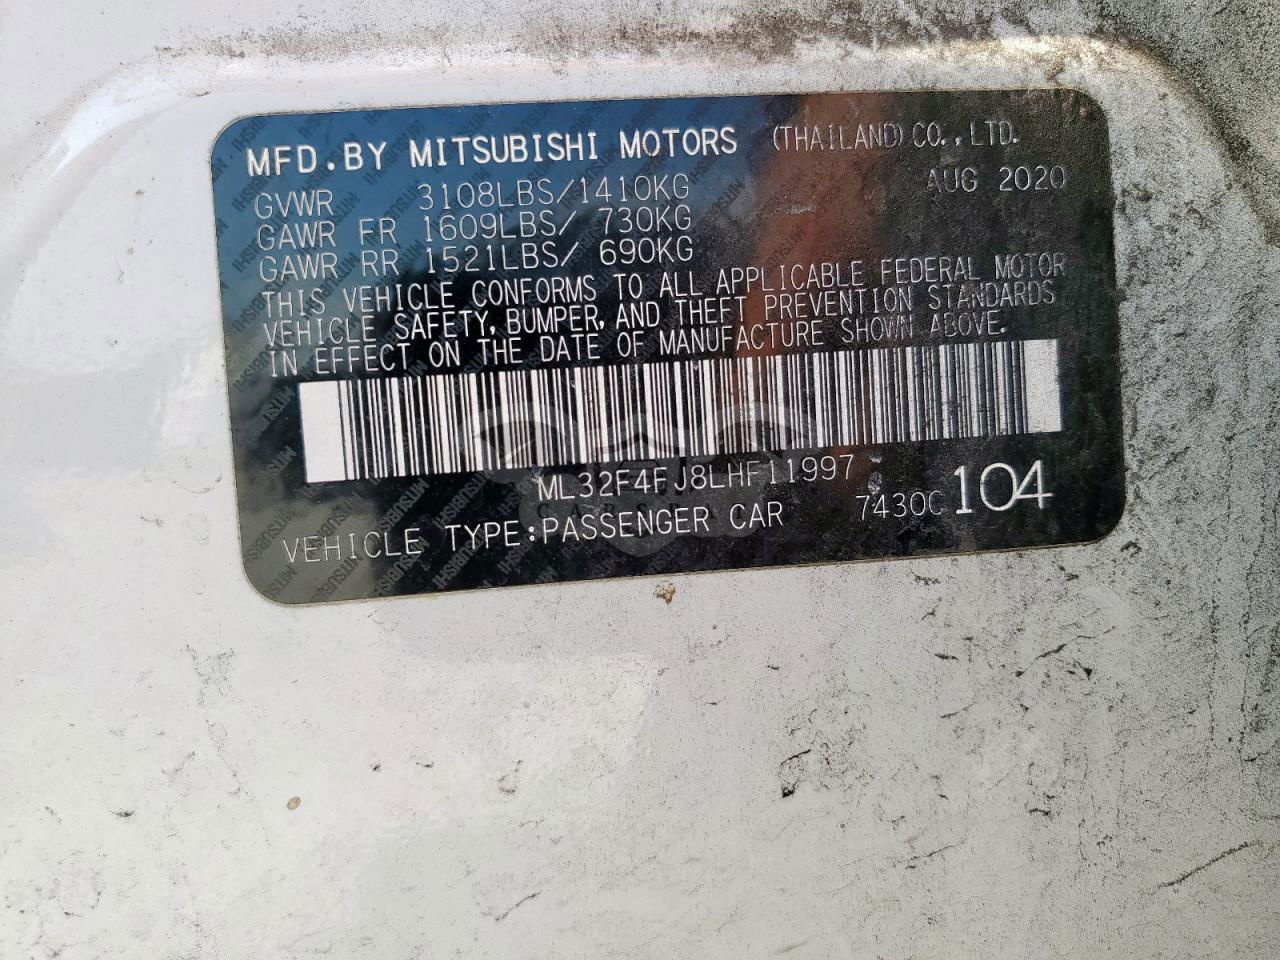 MFD.BY MITSUBISHI MOTORS (THAILAND)CO.,LTD.
GVWR 3108LBS/1410KG AUG 2020
GAWR FR 1609LBS/ 730KG
GAWR RR 1521LBS/ 690KG
THIS VEHICLE CONFORMS TO ALL APPLICABLE FEDERAL MOTOR
VEHICLE SAFETY, BUMPER, AND THEFT PREVENTION STANDARDS
IN EFFECT ON THE DATE OF MANUFACTURE SHOWN ABOVE.
ML32F4FJ8LHF11997
VEHICLE TYPE:PASSENGER CAR 7430C 104